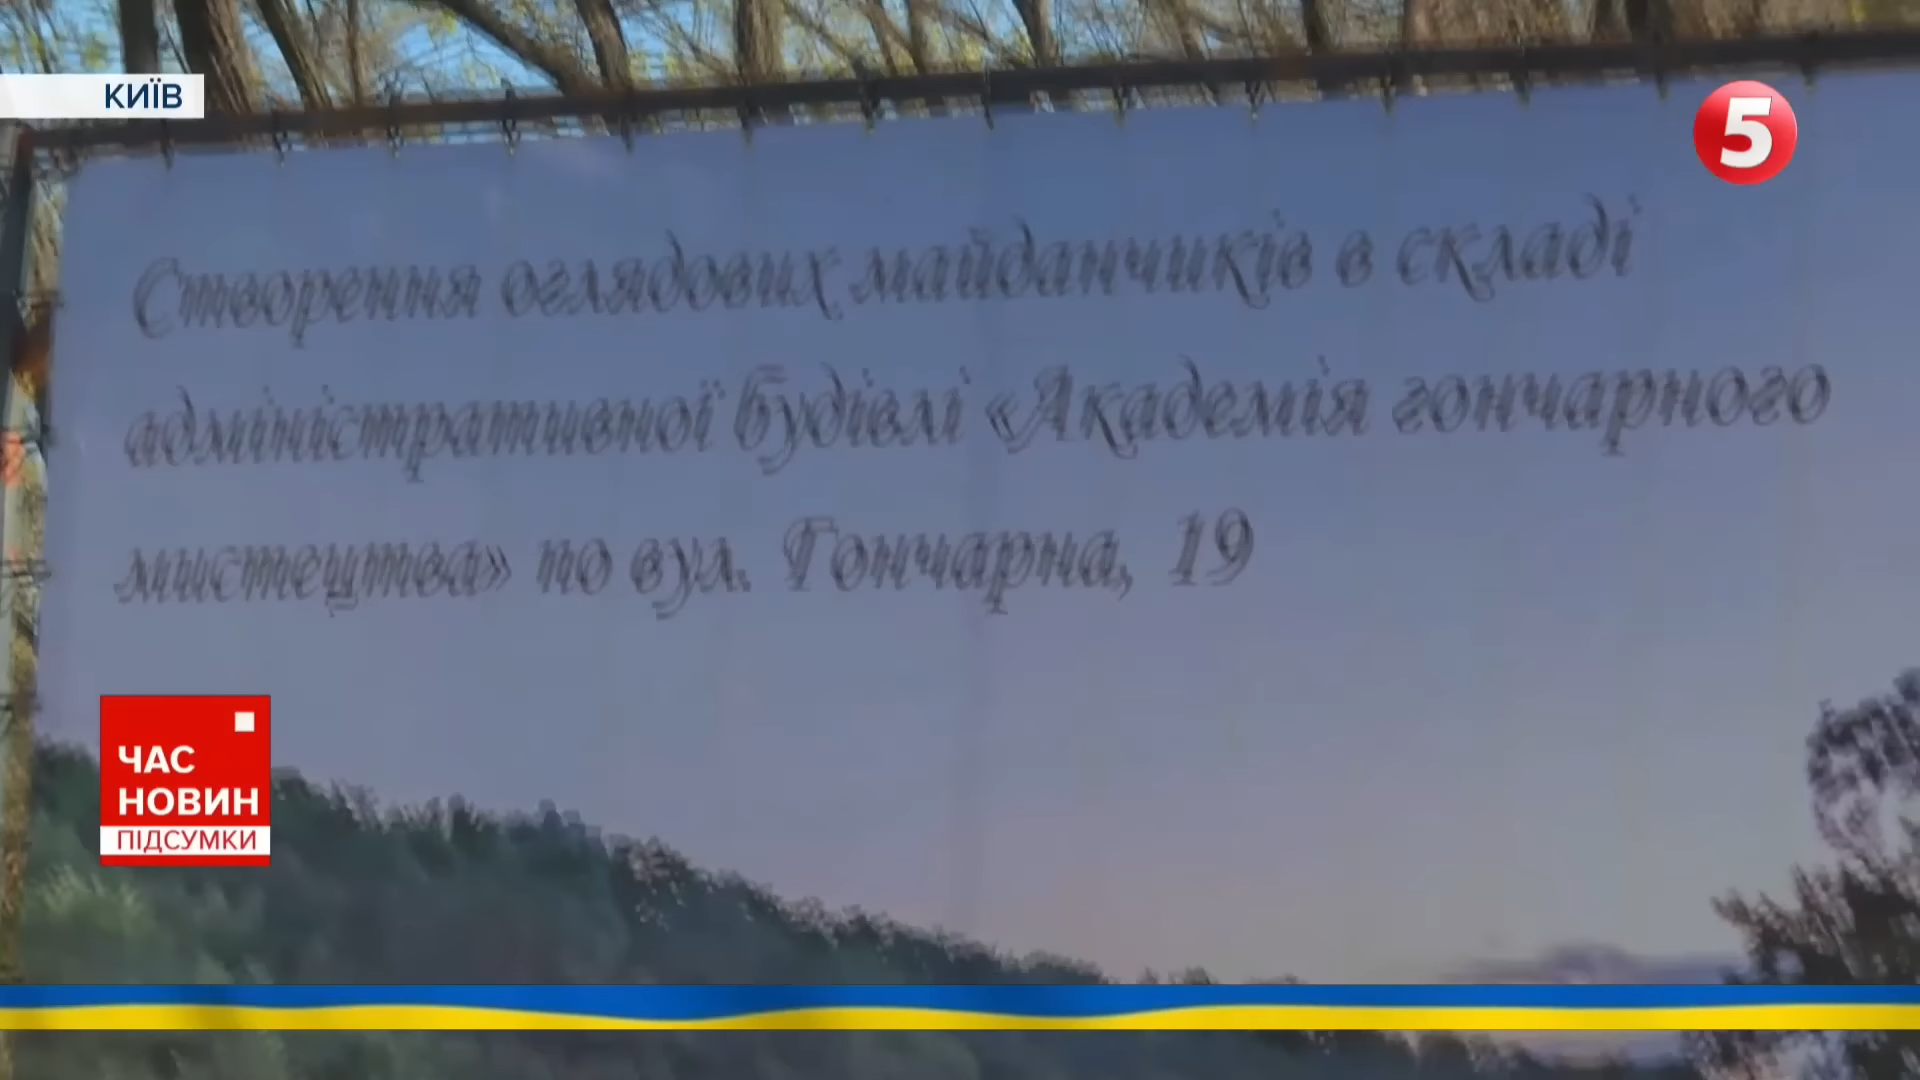 КИЇВ
5
Створення оглядових майданчиків в складі
адміністративної будівлі «Академія гончарного
мистецтва» по вул. Гончарна, 19
ЧАС
НОВИН
ПІДСУМКИ